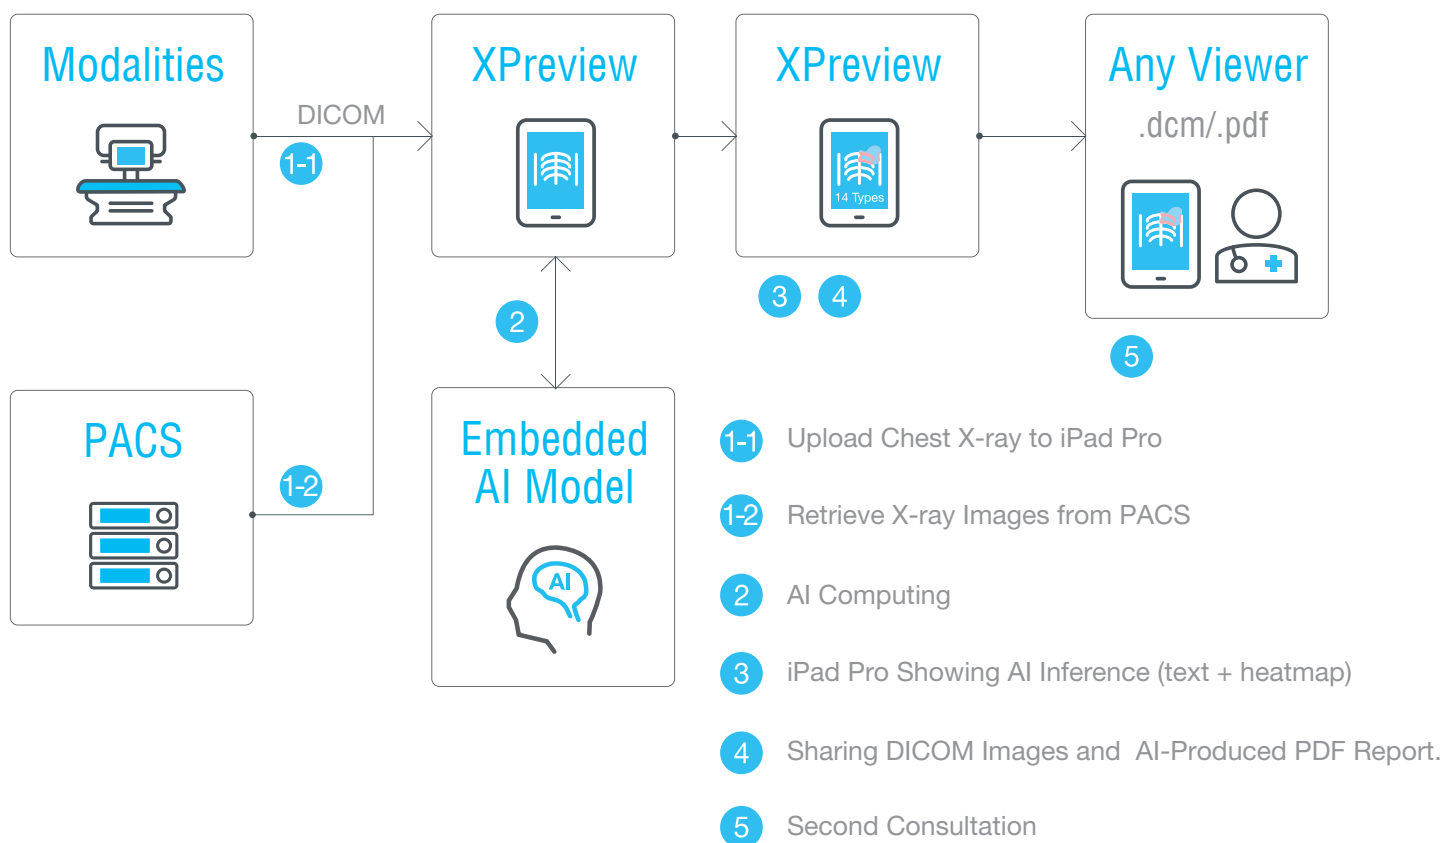 Modalities
DICOM
1-1
XPreview
XPreview
14 Types
Any Viewer
.dcm/.pdf
2
3
4
5
PACS
1-2
Embedded
AI Model
AI
1-1 Upload Chest X-ray to iPad Pro
1-2 Retrieve X-ray Images from PACS
2 AI Computing
3 iPad Pro Showing AI Inference (text + heatmap)
4 Sharing DICOM Images and AI-Produced PDF Report.
5 Second Consultation